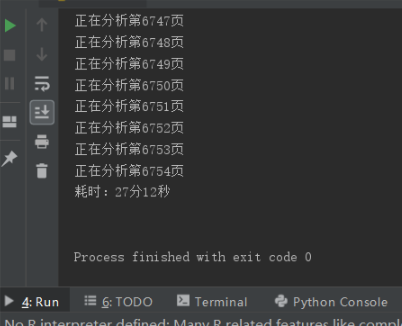 正在分析第6747页
正在分析第6748页
正在分析第6749页
正在分析第6750页
正在分析第6751页
正在分析第6752页
正在分析第6753页
正在分析第6754页
耗时：27分12秒
Process finished with exit code 0
4: Run 6: TODO Terminal Python Console
No R interpreter defined: Many R related features like compl